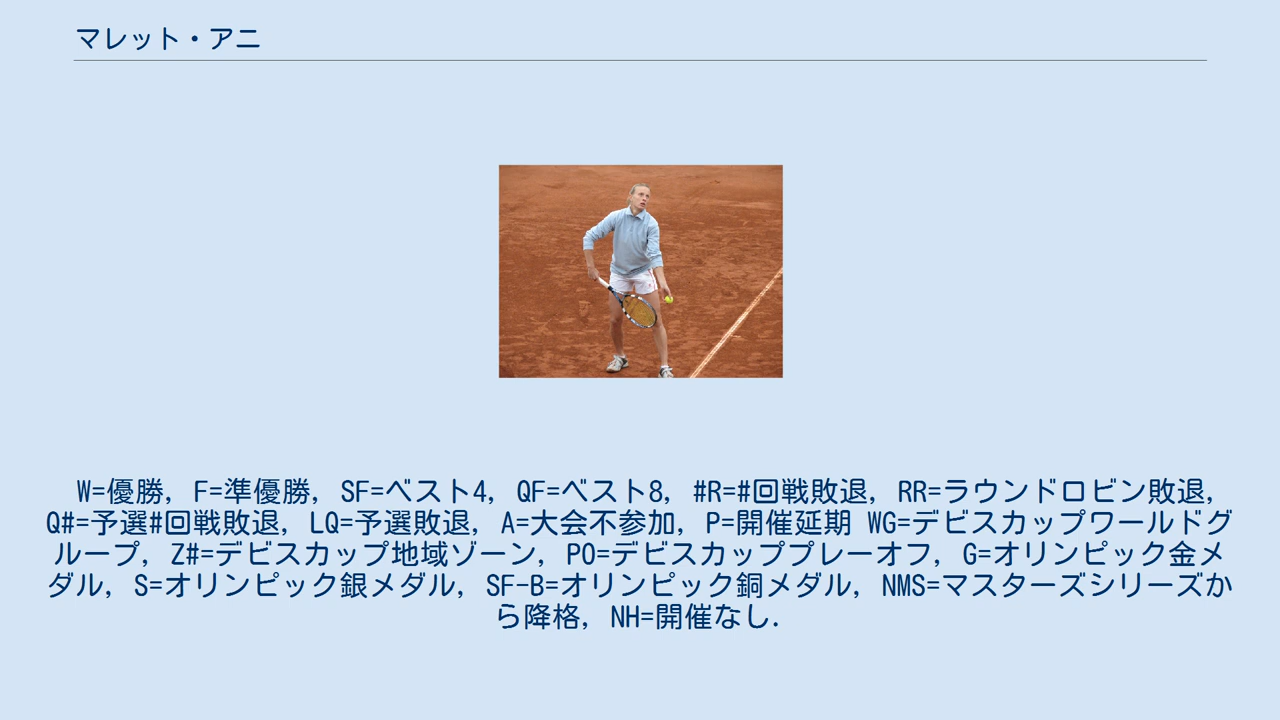 マレット・アニ
W=優勝, F=準優勝, SF=ベスト4, QF=ベスト8, #R=#回戦敗退, RR=ラウンドロビン敗退,
Q#=予選#回戦敗退, LQ=予選敗退, A=大会不参加, P=開催延期 WG=デビスカップワールドグ
ループ, Z#=デビスカップ地域ゾーン, PO=デビスカッププレーオフ, G=オリンピック金メ
ダル, S=オリンピック銀メダル, SF-B=オリンピック銅メダル, NMS=マスターズシリーズか
ら降格, NH=開催なし.